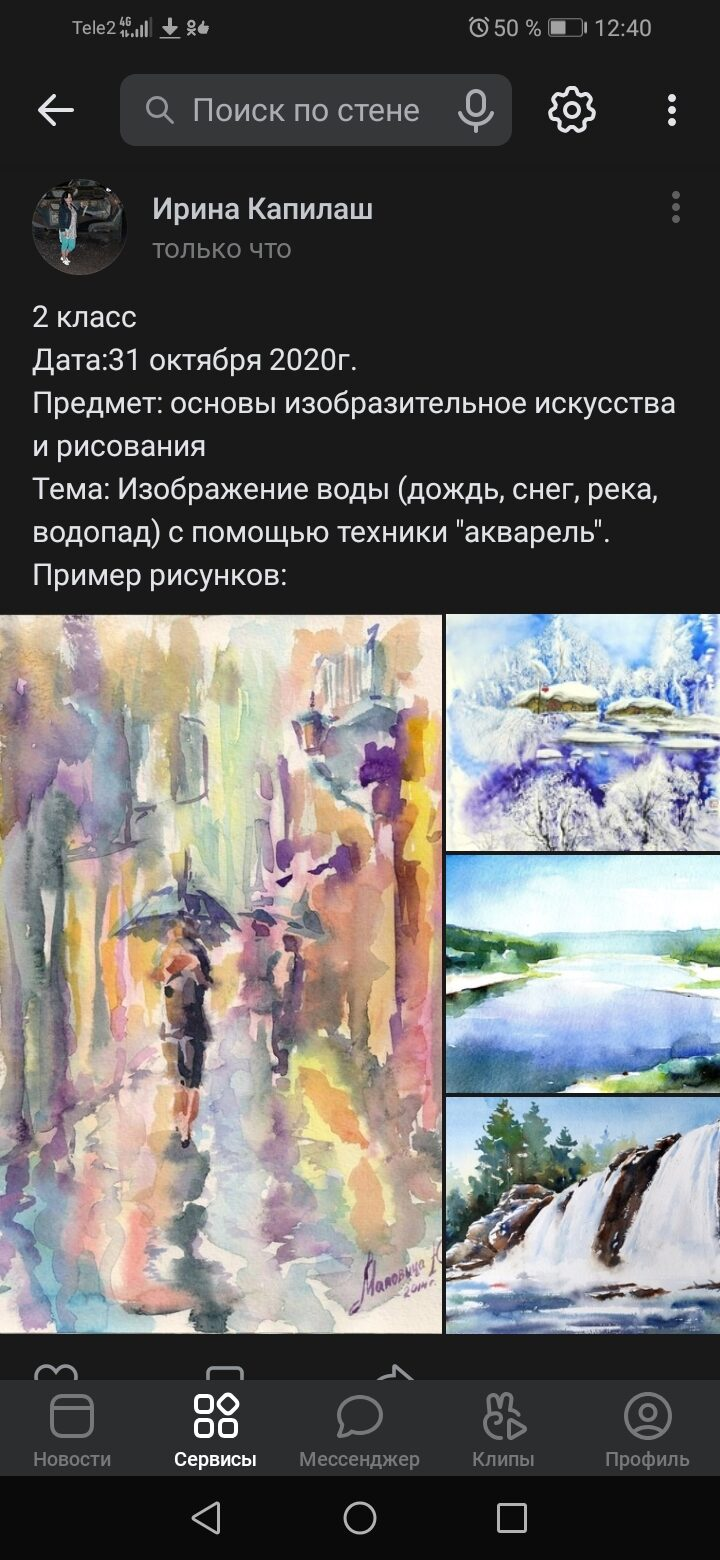 Tele2 4G 50 % 12:40
Поиск по стене
Ирина Капилаш
только что
2 класс
Дата:31 октября 2020г.
Предмет: основы изобразительное искусства
и рисования
Тема: Изображение воды (дождь, снег, река,
водопад) с помощью техники "акварель".
Пример рисунков:
2014г.
Новости Сервисы Мессенджер Клипы Профиль